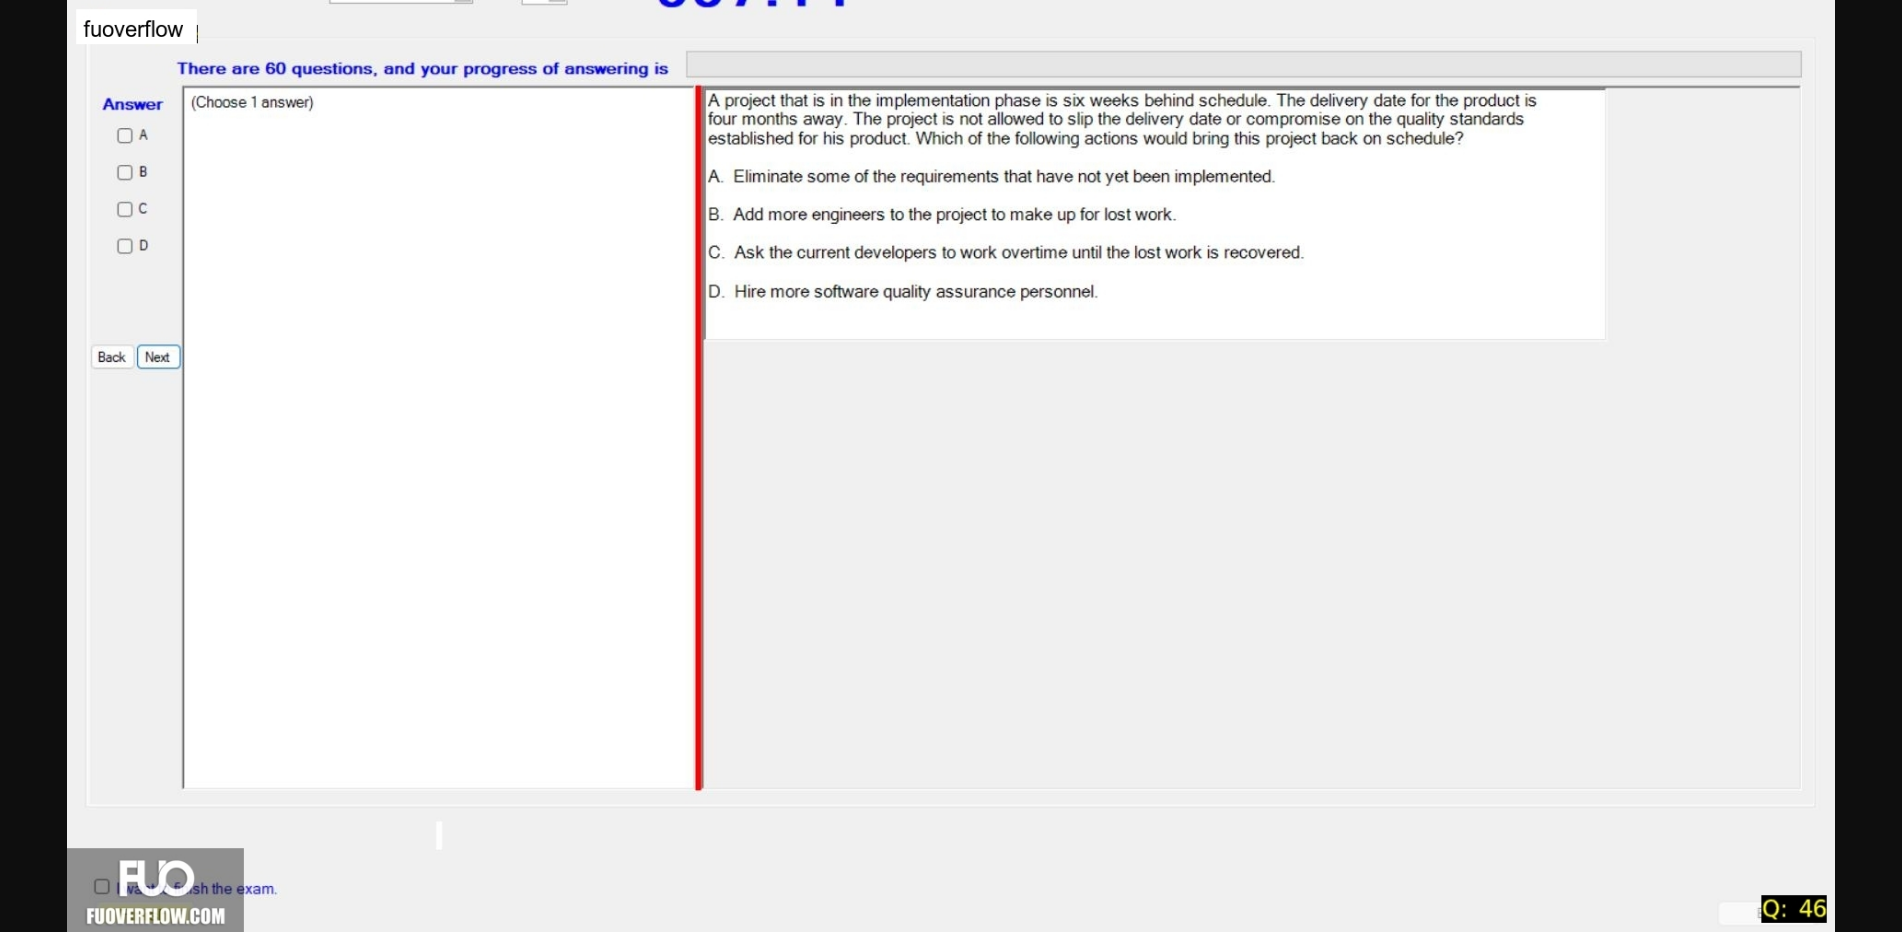 fuoverflow
There are 60 questions, and your progress of answering is
Answer
(Choose 1 answer)
A
B
C
D
Back
Next
A project that is in the implementation phase is six weeks behind schedule. The delivery date for the product is
four months away. The project is not allowed to slip the delivery date or compromise on the quality standards
established for his product. Which of the following actions would bring this project back on schedule?
A. Eliminate some of the requirements that have not yet been implemented.
B. Add more engineers to the project to make up for lost work.
C. Ask the current developers to work overtime until the lost work is recovered.
D. Hire more software quality assurance personnel.
FUO
sh the exam.
FUOVERFLOW.COM
Q: 46